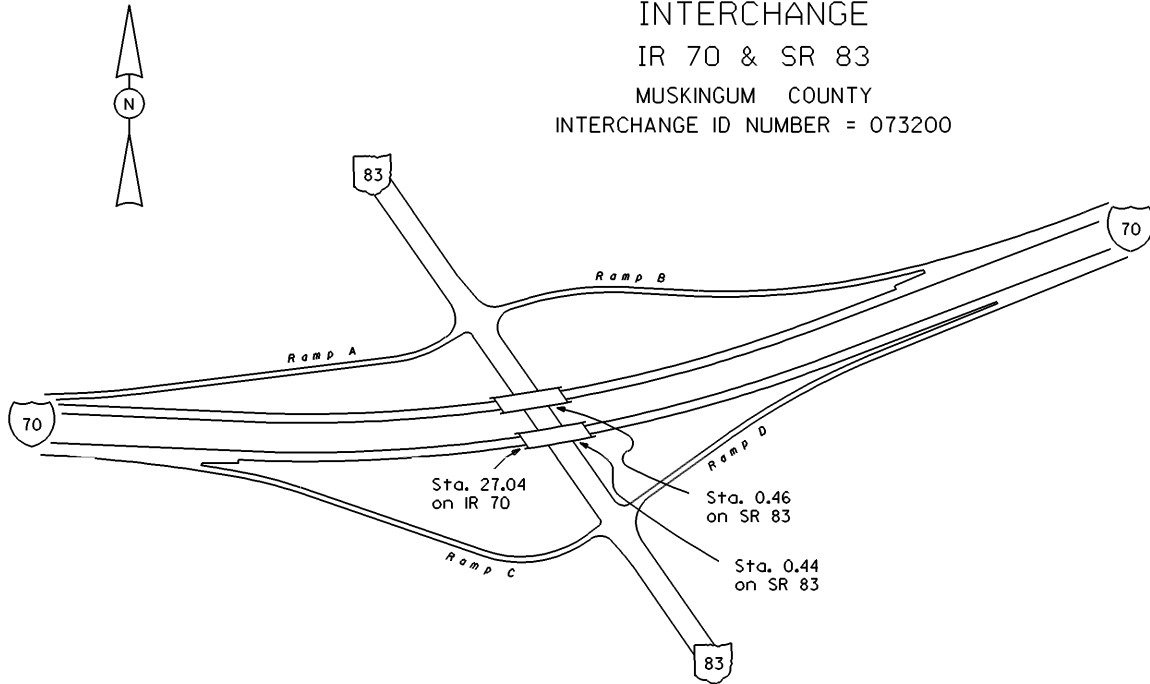 INTERCHANGE
IR 70 & SR 83
MUSKINGUM COUNTY
INTERCHANGE ID NUMBER = 073200
N
83
70
Ramp B
Ramp A
70
Ramp D
Sta. 27.04
on IR 70
Sta. 0.46
on SR 83
Ramp C
Sta. 0.44
on SR 83
83